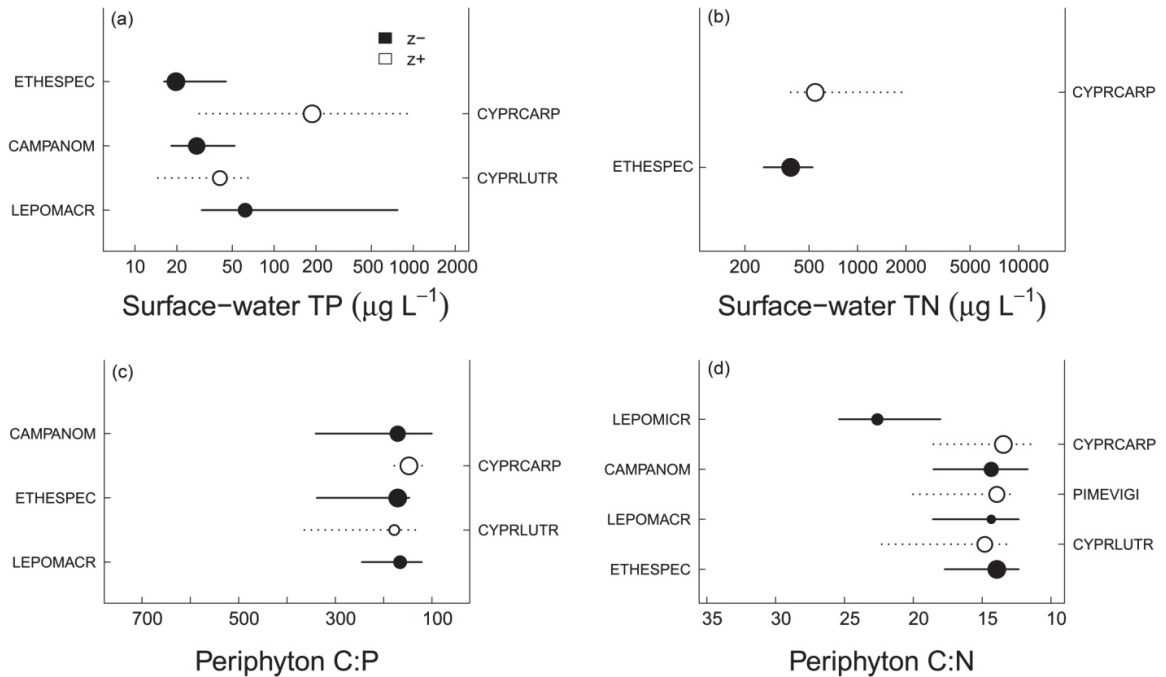 (a)
z−
z+
ETHESPEC
CYPRCARP
CAMPANOM
CYPRLUTR
LEPOMACR
10 20 50 100 200 500 1000 2000
Surface−water TP (μg L⁻¹)
(b)
CYPRCARP
ETHESPEC
200 500 1000 2000 5000 10000
Surface−water TN (μg L⁻¹)
(c)
CAMPANOM
CYPRCARP
ETHESPEC
CYPRLUTR
LEPOMACR
700 500 300 100
Periphyton C:P
(d)
LEPOMICR
CYPRCARP
CAMPANOM
PIMEVIGI
LEPOMACR
CYPRLUTR
ETHESPEC
35 30 25 20 15 10
Periphyton C:N